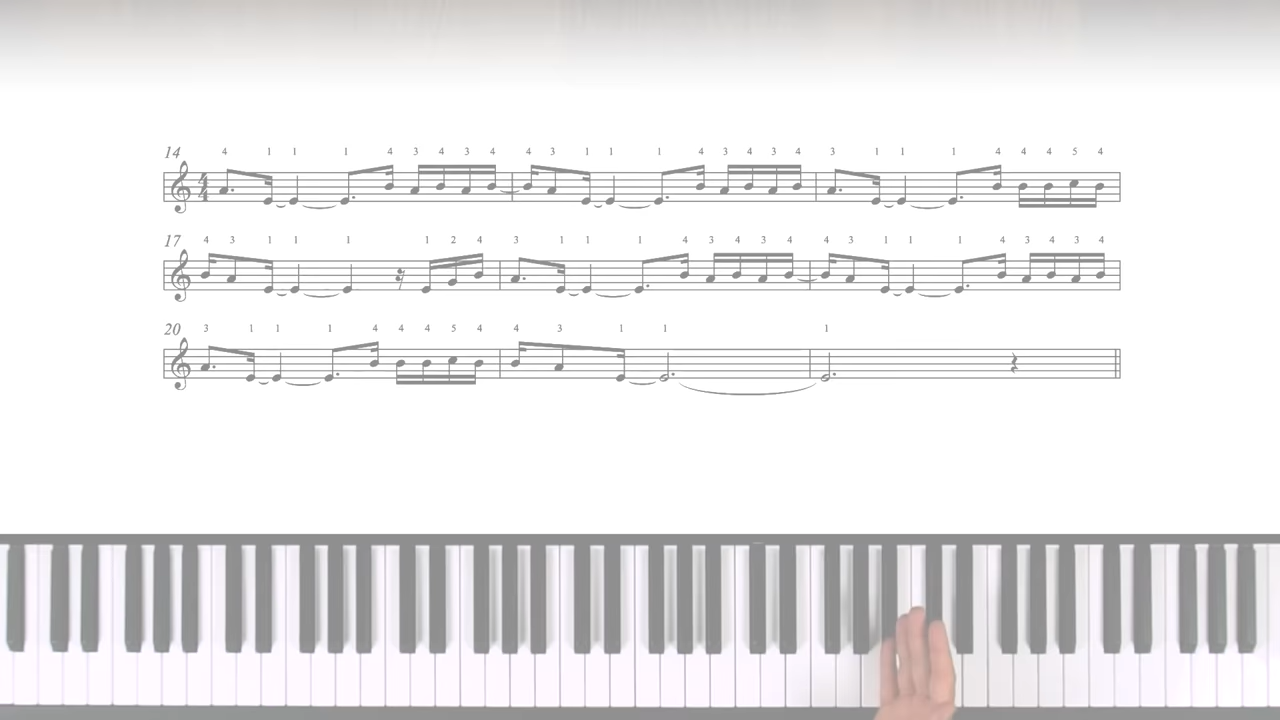 14
4 1 1 1 4 3 4 3 4 4 3 1 1 1 4 3 4 3 4 3 1 1 1 4 4 4 5 4
4
4
17
4 3 1 1 1 1 2 4 3 1 1 1 4 3 4 3 4 4 3 1 1 1 4 3 4 3 4
20
3 1 1 1 4 4 4 5 4 4 3 1 1 1